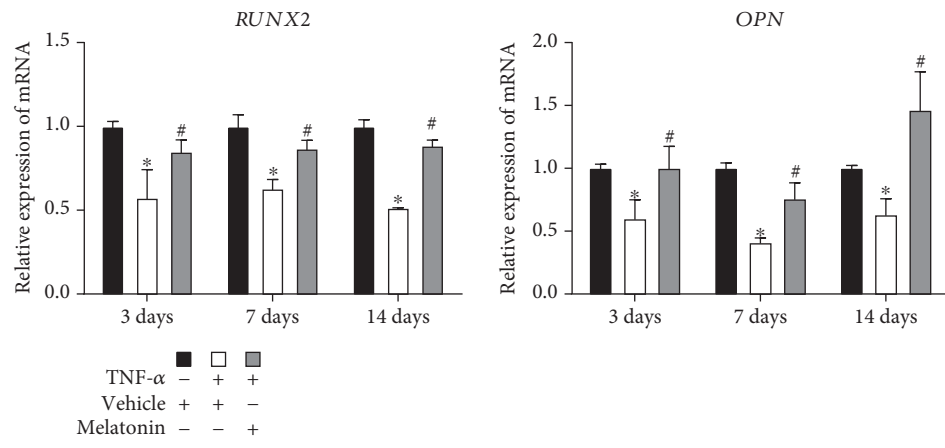 RUNX2
Relative expression of mRNA
1.5
1.0
0.5
0.0
*
#
*
#
*
#
3 days 7 days 14 days
OPN
Relative expression of mRNA
2.0
1.5
1.0
0.5
0.0
*
#
*
#
*
#
3 days 7 days 14 days
TNF-α − + +
Vehicle + + −
Melatonin − − +